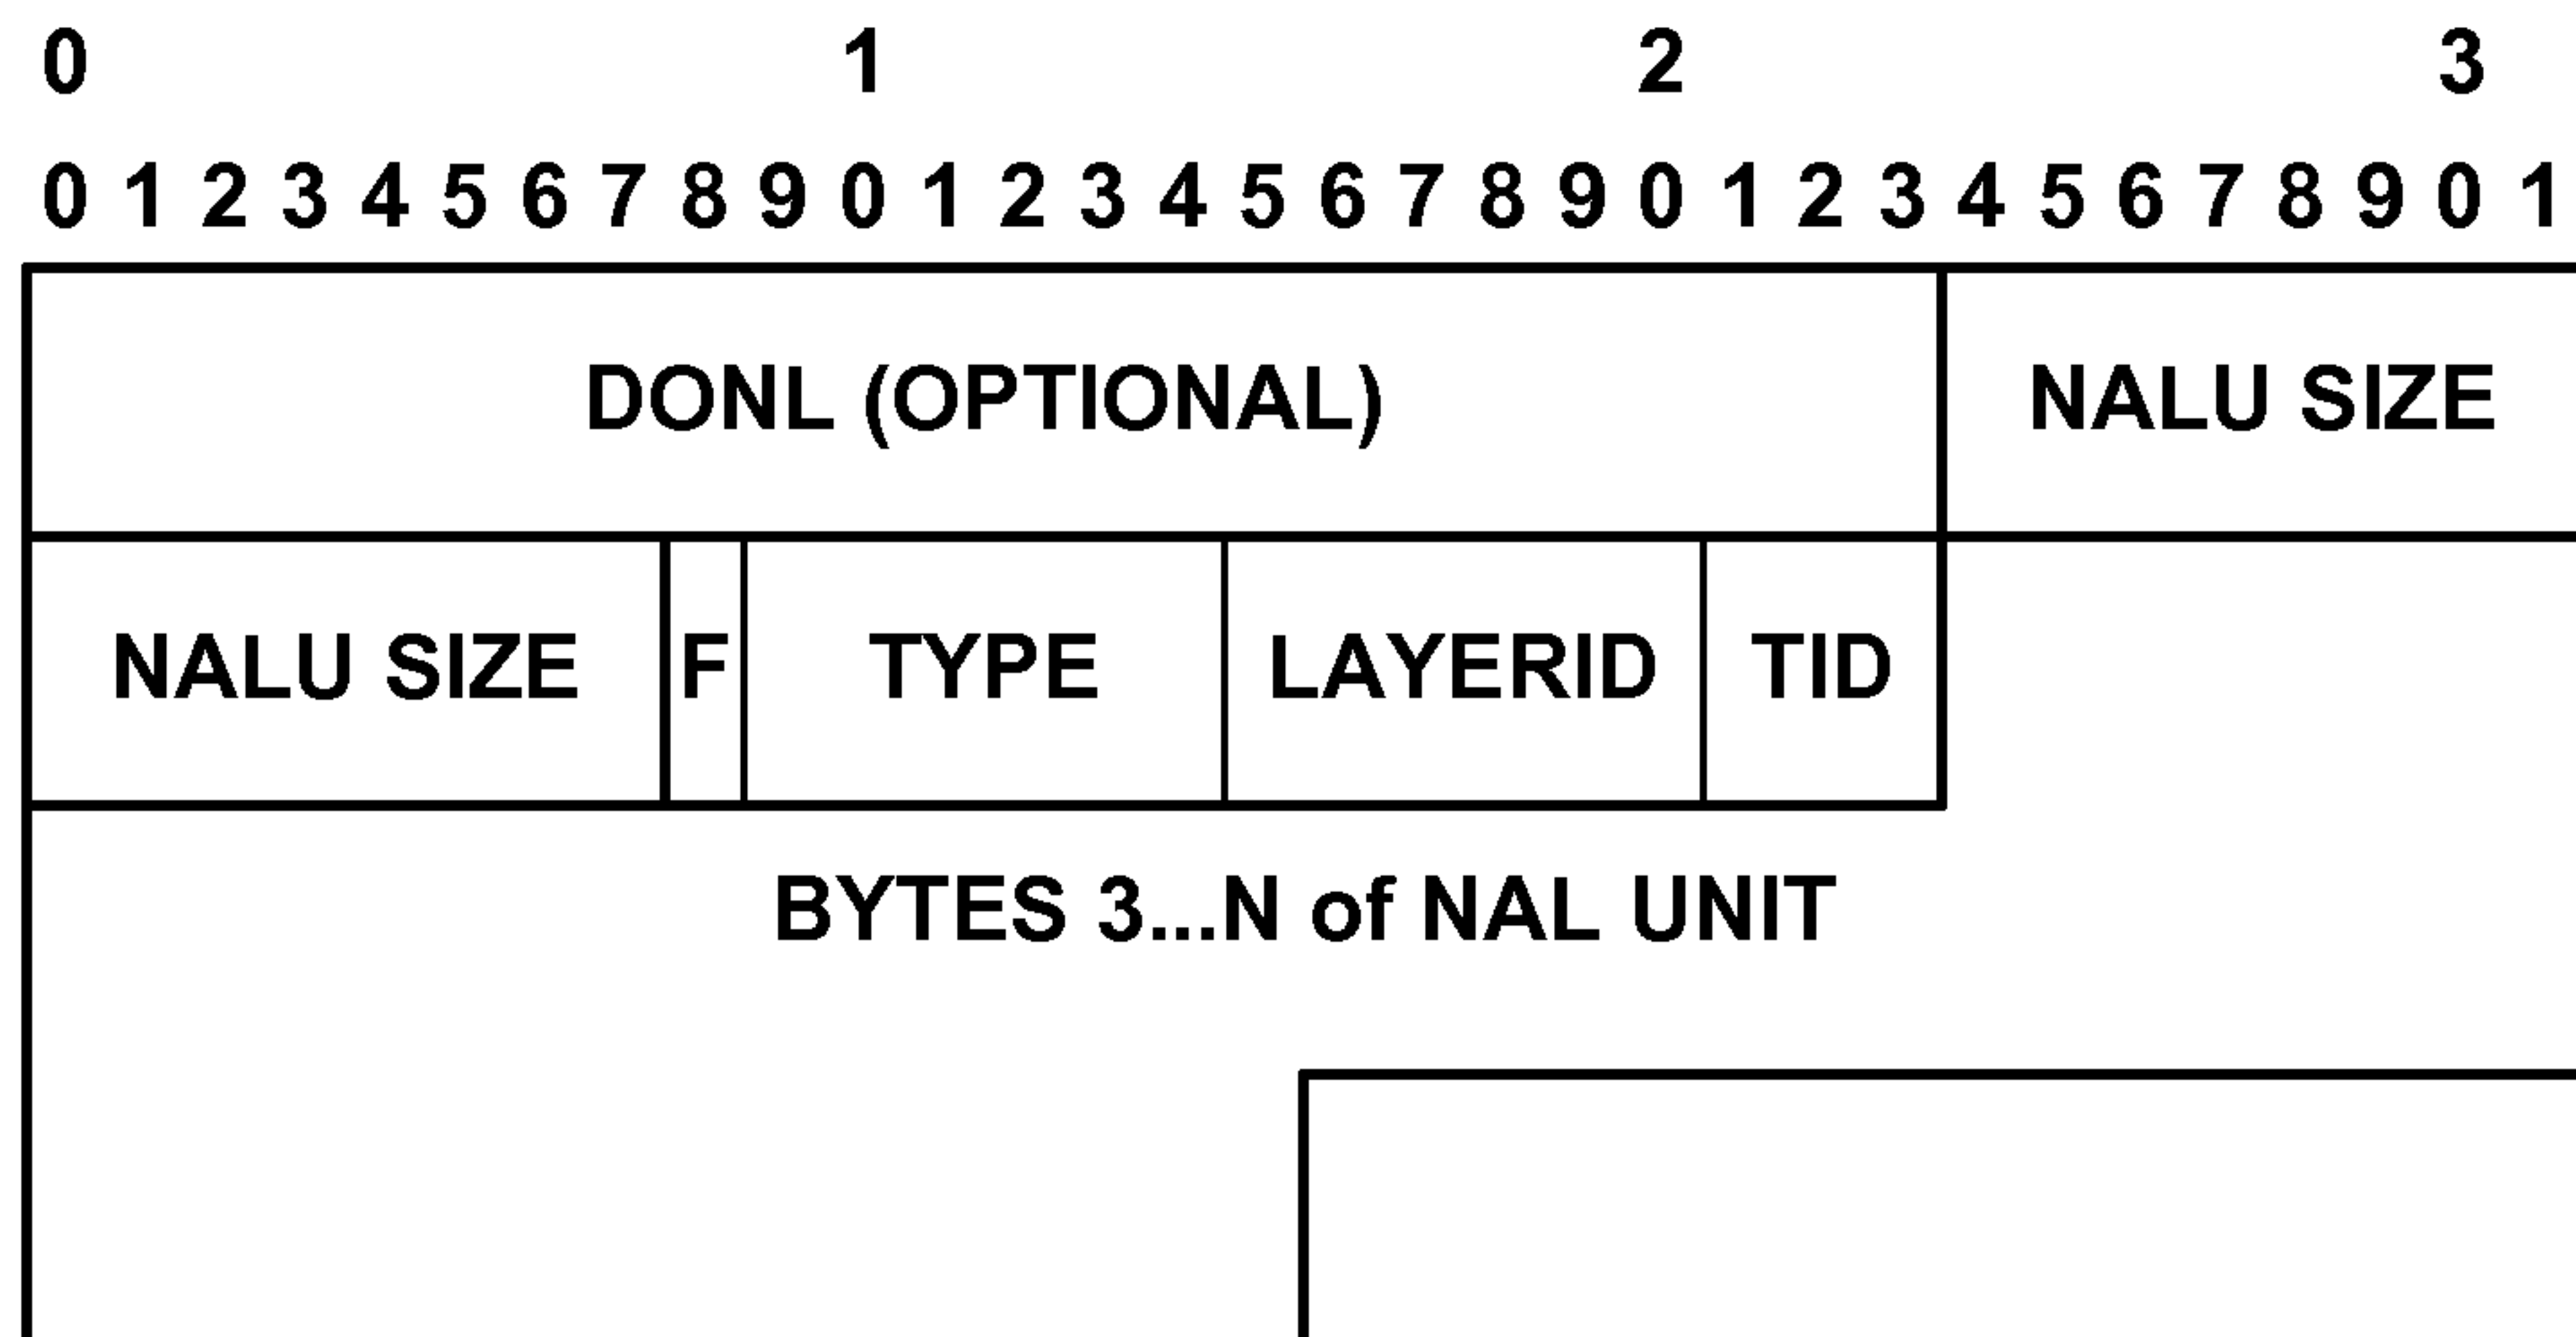 0 1 2 3
0 1 2 3 4 5 6 7 8 9 0 1 2 3 4 5 6 7 8 9 0 1 2 3 4 5 6 7 8 9 0 1
DONL (OPTIONAL) NALU SIZE
NALU SIZE F TYPE LAYERID TID
BYTES 3...N of NAL UNIT